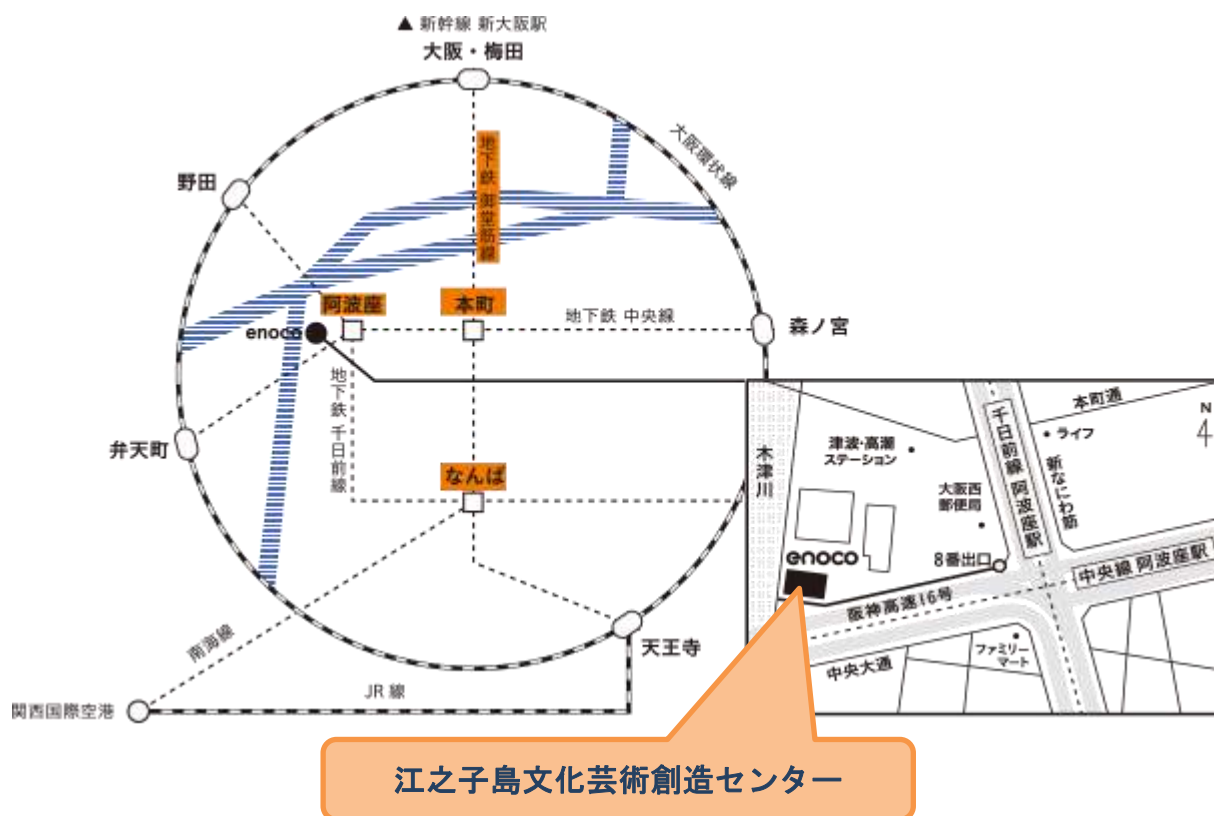 ▲ 新幹線 新大阪駅
大阪・梅田
大阪環状線
地下鉄 御堂筋線
野田
阿波座
本町
地下鉄 中央線
森ノ宮
enoco
地下鉄 千日前線
弁天町
なんば
南海線
天王寺
JR 線
関西国際空港
木津川
津波・高潮
ステーション
千日前線 阿波座駅
本町通
N
4
ライフ
新なにわ筋
大阪西
郵便局
enoco
8番出口
中央線 阿波座駅
阪神高速16号
ファミリー
マート
中央大通
江之子島文化芸術創造センター